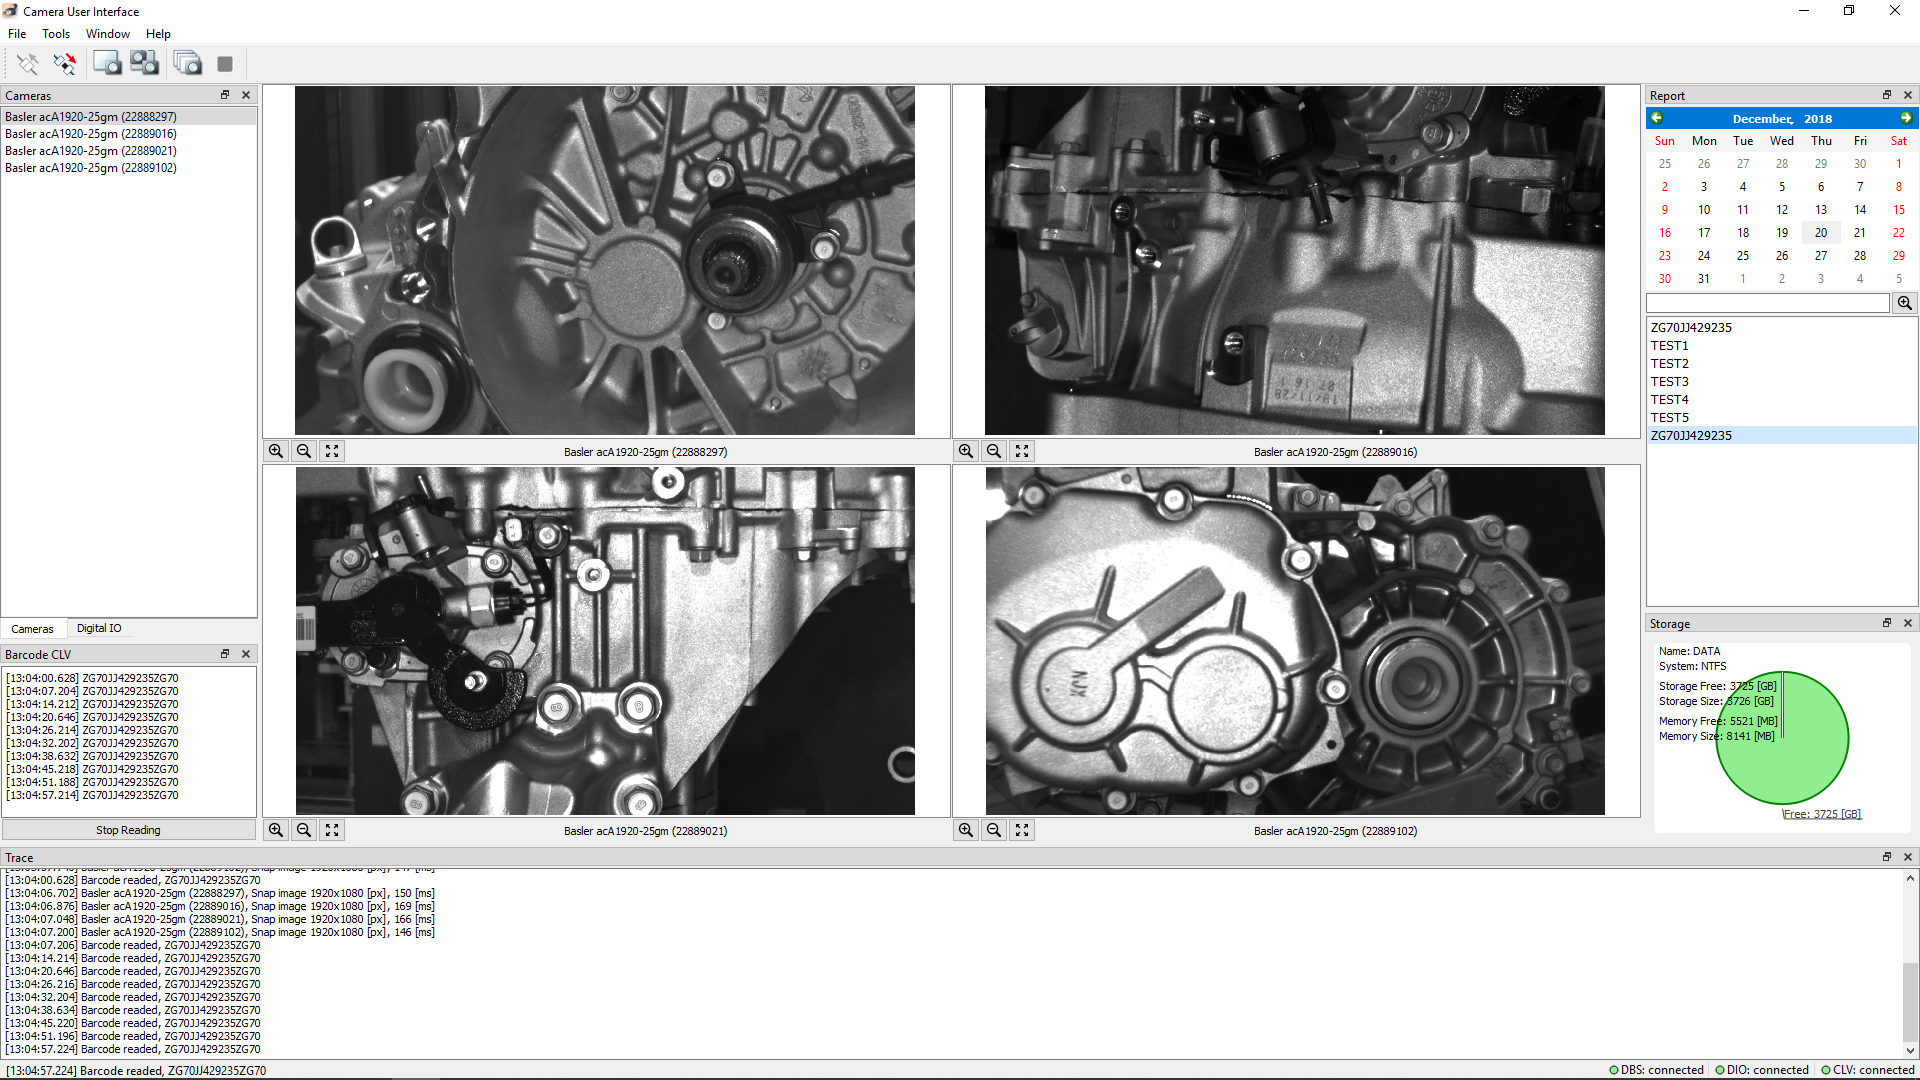 Camera User Interface
File Tools Window Help
Cameras
Basler acA1920-25gm (22888297)
Basler acA1920-25gm (22889016)
Basler acA1920-25gm (22889021)
Basler acA1920-25gm (22889102)
Cameras Digital IO
Barcode CLV
[13:04:00.628] ZG70JJ429235ZG70
[13:04:07.204] ZG70JJ429235ZG70
[13:04:14.212] ZG70JJ429235ZG70
[13:04:20.646] ZG70JJ429235ZG70
[13:04:26.214] ZG70JJ429235ZG70
[13:04:32.202] ZG70JJ429235ZG70
[13:04:38.632] ZG70JJ429235ZG70
[13:04:45.218] ZG70JJ429235ZG70
[13:04:51.188] ZG70JJ429235ZG70
[13:04:57.214] ZG70JJ429235ZG70
Stop Reading
Basler acA1920-25gm (22888297)
Basler acA1920-25gm (22889016)
Basler acA1920-25gm (22889021)
Basler acA1920-25gm (22889102)
Report
December, 2018
Sun Mon Tue Wed Thu Fri Sat
25 26 27 28 29 30 1
2 3 4 5 6 7 8
9 10 11 12 13 14 15
16 17 18 19 20 21 22
23 24 25 26 27 28 29
30 31 1 2 3 4 5
ZG70JJ429235
TEST1
TEST2
TEST3
TEST4
TEST5
ZG70JJ429235
Storage
Name: DATA
System: NTFS
Storage Free: 3725 [GB]
Storage Size: 3726 [GB]
Memory Free: 5521 [MB]
Memory Size: 8141 [MB]
Free: 3725 [GB]
Trace
[13:04:00.628] Barcode readed, ZG70JJ429235ZG70
[13:04:06.702] Basler acA1920-25gm (22888297), Snap image 1920x1080 [px], 150 [ms]
[13:04:06.876] Basler acA1920-25gm (22889016), Snap image 1920x1080 [px], 169 [ms]
[13:04:07.048] Basler acA1920-25gm (22889021), Snap image 1920x1080 [px], 166 [ms]
[13:04:07.200] Basler acA1920-25gm (22889102), Snap image 1920x1080 [px], 146 [ms]
[13:04:07.206] Barcode readed, ZG70JJ429235ZG70
[13:04:14.214] Barcode readed, ZG70JJ429235ZG70
[13:04:20.646] Barcode readed, ZG70JJ429235ZG70
[13:04:26.216] Barcode readed, ZG70JJ429235ZG70
[13:04:32.204] Barcode readed, ZG70JJ429235ZG70
[13:04:38.634] Barcode readed, ZG70JJ429235ZG70
[13:04:45.220] Barcode readed, ZG70JJ429235ZG70
[13:04:51.196] Barcode readed, ZG70JJ429235ZG70
[13:04:57.224] Barcode readed, ZG70JJ429235ZG70
[13:04:57.224] Barcode readed, ZG70JJ429235ZG70
DBS: connected DIO: connected CLV: connected